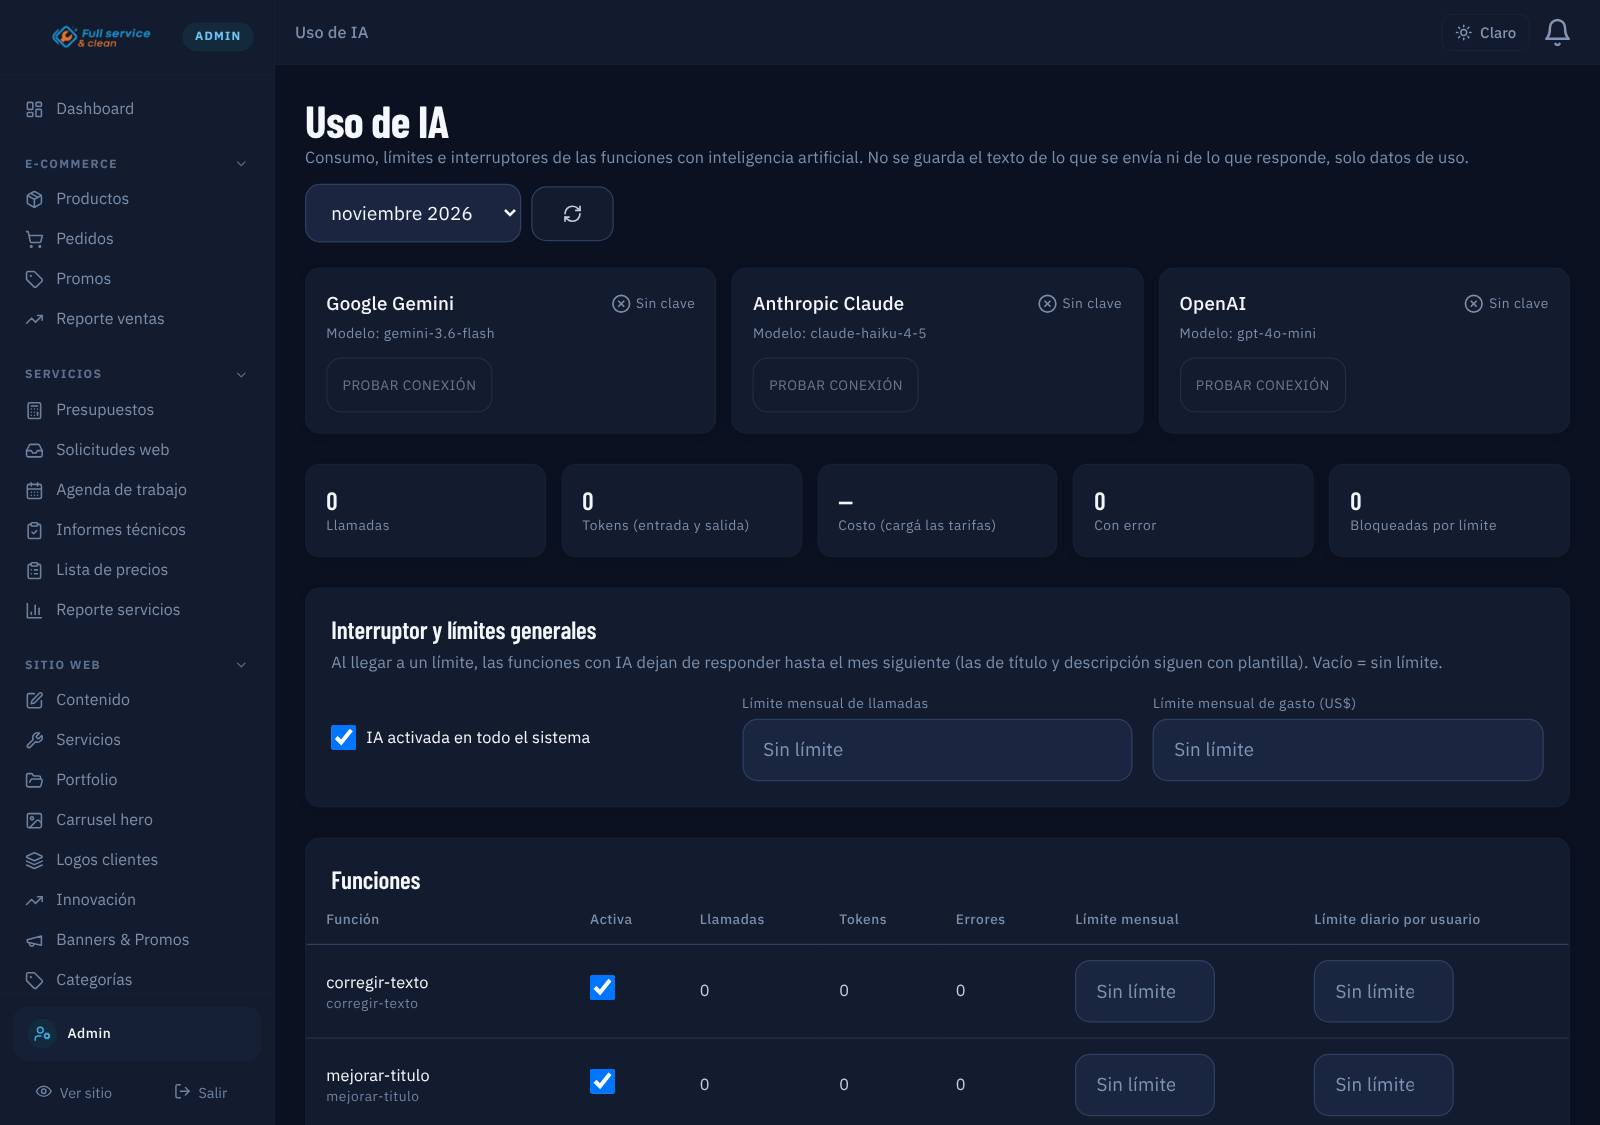 Full service
& clean
ADMIN
Uso de IA
Claro
Dashboard
E-COMMERCE
Productos
Pedidos
Promos
Reporte ventas
SERVICIOS
Presupuestos
Solicitudes web
Agenda de trabajo
Informes técnicos
Lista de precios
Reporte servicios
SITIO WEB
Contenido
Servicios
Portfolio
Carrusel hero
Logos clientes
Innovación
Banners & Promos
Categorías
Admin
Ver sitio
Salir
Uso de IA
Consumo, límites e interruptores de las funciones con inteligencia artificial. No se guarda el texto de lo que se envía ni de lo que responde, solo datos de uso.
noviembre 2026
Google Gemini
Sin clave
Modelo: gemini-3.6-flash
PROBAR CONEXIÓN
Anthropic Claude
Sin clave
Modelo: claude-haiku-4-5
PROBAR CONEXIÓN
OpenAI
Sin clave
Modelo: gpt-4o-mini
PROBAR CONEXIÓN
0
Llamadas
0
Tokens (entrada y salida)
—
Costo (cargá las tarifas)
0
Con error
0
Bloqueadas por límite
Interruptor y límites generales
Al llegar a un límite, las funciones con IA dejan de responder hasta el mes siguiente (las de título y descripción siguen con plantilla). Vacío = sin límite.
IA activada en todo el sistema
Límite mensual de llamadas
Sin límite
Límite mensual de gasto (US$)
Sin límite
Funciones
Función Activa Llamadas Tokens Errores Límite mensual Límite diario por usuario
corregir-texto
corregir-texto
0 0 0 Sin límite Sin límite
mejorar-titulo
mejorar-titulo
0 0 0 Sin límite Sin límite